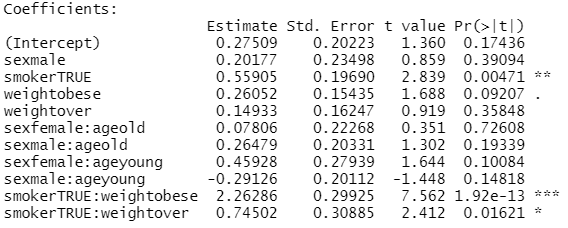 Coefficients:
Estimate Std. Error t value Pr(>|t|)
(Intercept) 0.27509 0.20223 1.360 0.17436
sexmale 0.20177 0.23498 0.859 0.39094
smokerTRUE 0.55905 0.19690 2.839 0.00471 **
weightobese 0.26052 0.15435 1.688 0.09207 .
weightover 0.14933 0.16247 0.919 0.35848
sexfemale:ageold 0.07806 0.22268 0.351 0.72608
sexmale:ageold 0.26479 0.20331 1.302 0.19339
sexfemale:ageyoung 0.45928 0.27939 1.644 0.10084
sexmale:ageyoung -0.29126 0.20112 -1.448 0.14818
smokerTRUE:weightobese 2.26286 0.29925 7.562 1.92e-13 ***
smokerTRUE:weightover 0.74502 0.30885 2.412 0.01621 *